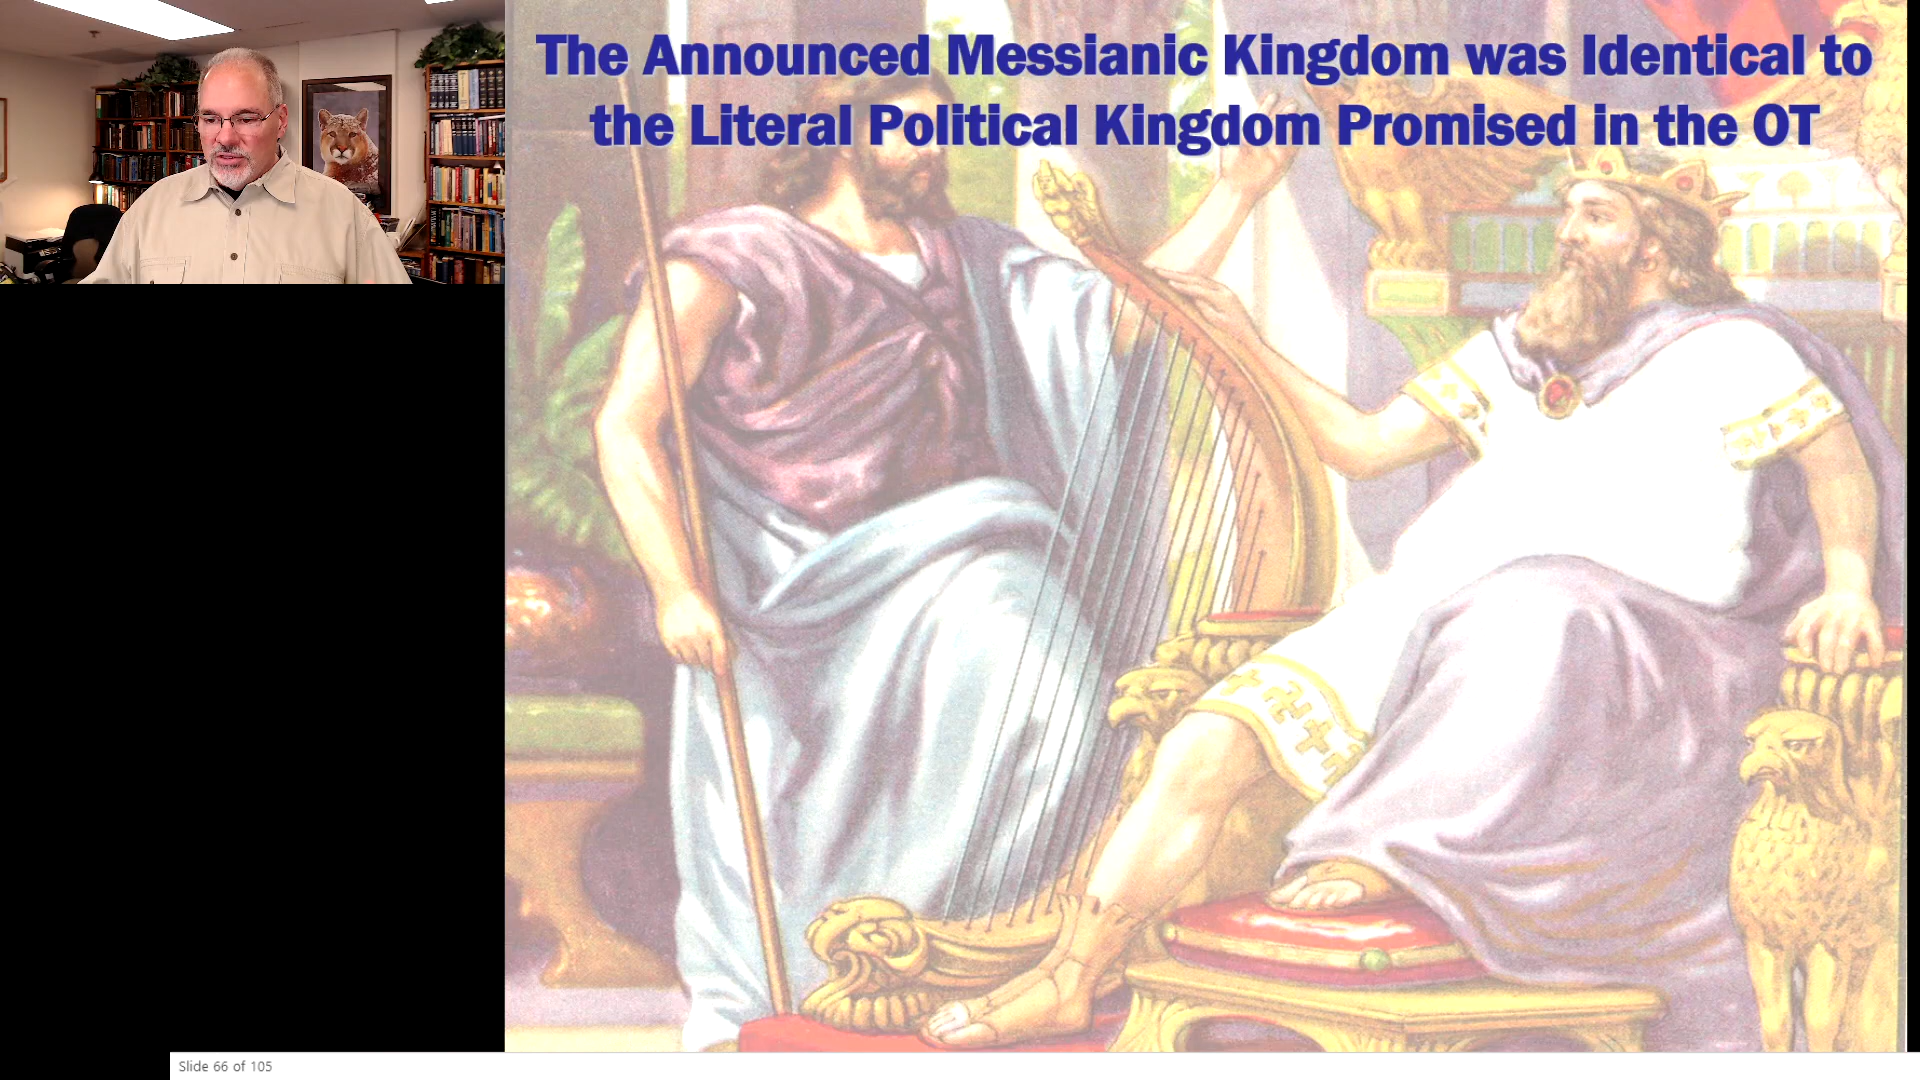 The Announced Messianic Kingdom was Identical to
the Literal Political Kingdom Promised in the OT
Slide 66 of 105